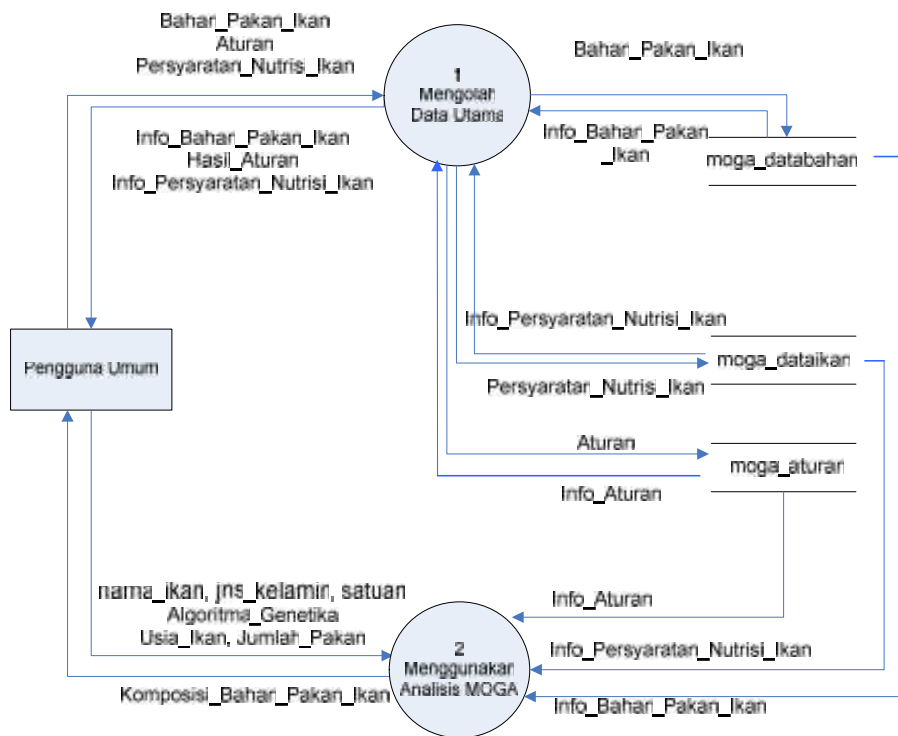 Bahan_Pakan_Ikan
Aturan
Persyaratan_Nutris_Ikan
1
Mengolah
Data Utama
Bahan_Pakan_Ikan
Info_Bahan_Pakan_Ikan
Hasil_Aturan
Info_Persyaratan_Nutrisi_Ikan
Info_Bahan_Pakan
_Ikan
moga_databahan
Info_Persyaratan_Nutrisi_Ikan
Pengguna Umum
moga_dataikan
Persyaratan_Nutris_Ikan
Aturan
moga_aturan
Info_Aturan
nama_ikan, jns_kelamin, satuan
Algoritma_Genetika
Usia_Ikan, Jumlah_Pakan
Info_Aturan
2
Menggunakan
Analisis MOGA
Info_Persyaratan_Nutrisi_Ikan
Komposisi_Bahan_Pakan_Ikan
Info_Bahan_Pakan_Ikan